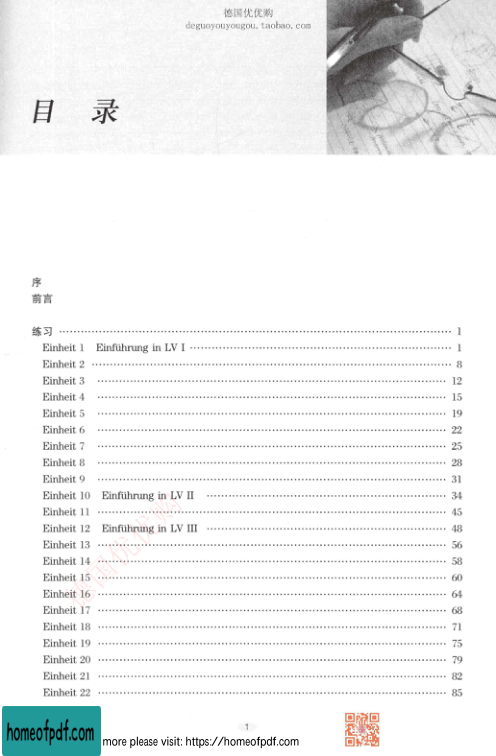 德国优优购
deguoyouyougou.taobao.com
目 录
序
前言
练习 1
Einheit 1 Einführung in LV I 1
Einheit 2 8
Einheit 3 12
Einheit 4 15
Einheit 5 19
Einheit 6 22
Einheit 7 25
Einheit 8 28
Einheit 9 31
Einheit 10 Einführung in LV II 34
Einheit 11 45
Einheit 12 Einführung in LV III 48
Einheit 13 56
Einheit 14 58
Einheit 15 60
Einheit 16 64
Einheit 17 68
Einheit 18 71
Einheit 19 75
Einheit 20 79
Einheit 21 82
Einheit 22 85
德国优优购
1
homeofpdf.com
more please visit: https://homeofpdf.com